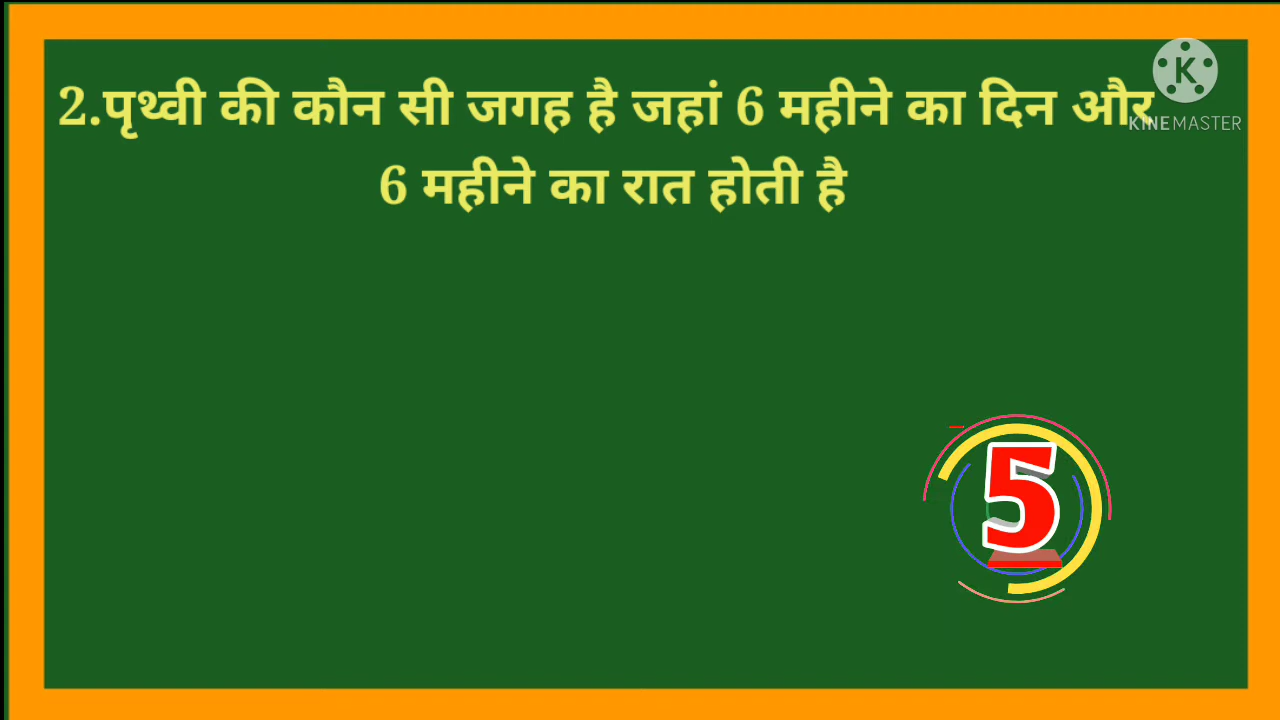 2.पृथ्वी की कौन सी जगह है जहां 6 महीने का दिन और
6 महीने का रात होती है
K
KINEMASTER
5